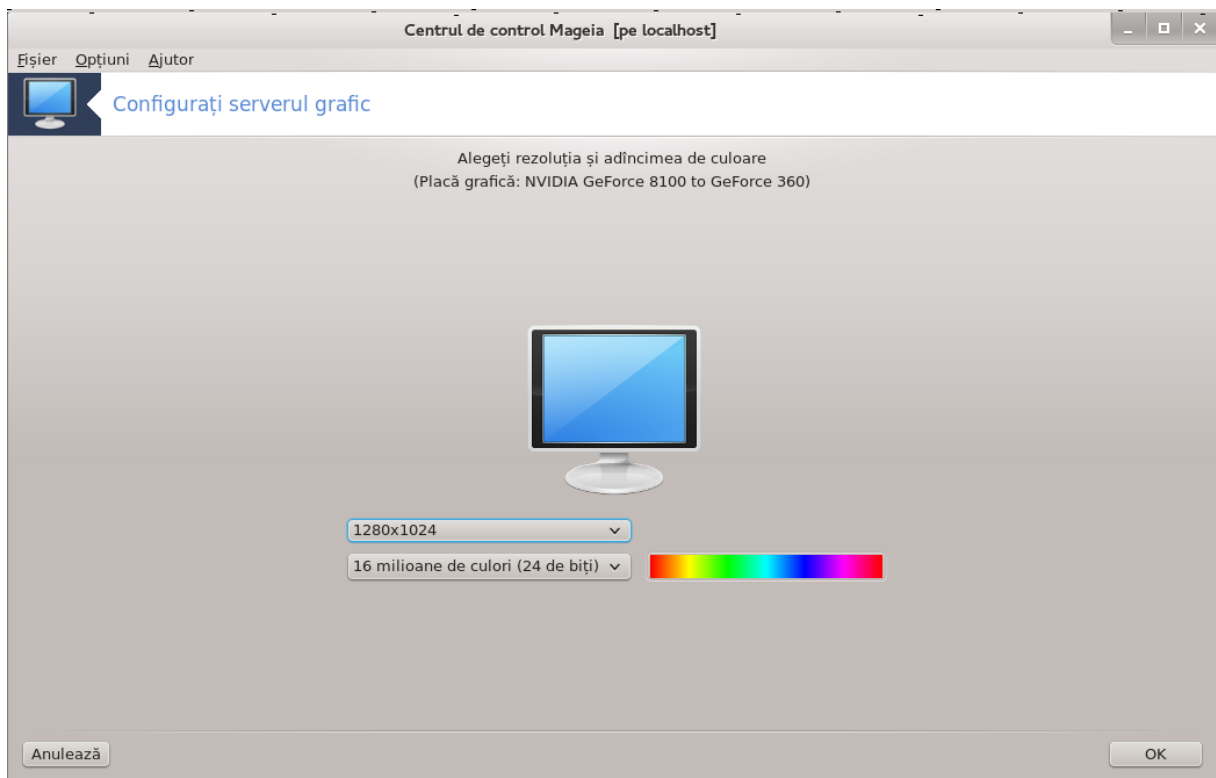 Centrul de control Mageia [pe localhost]
Fișier Opțiuni Ajutor
Configurați serverul grafic
Alegeți rezoluția și adîncimea de culoare
(Placă grafică: NVIDIA GeForce 8100 to GeForce 360)
1280x1024
16 milioane de culori (24 de biți)
Anulează OK